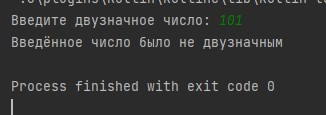 Введите двузначное число: 101
Введённое число было не двузначным
Process finished with exit code 0